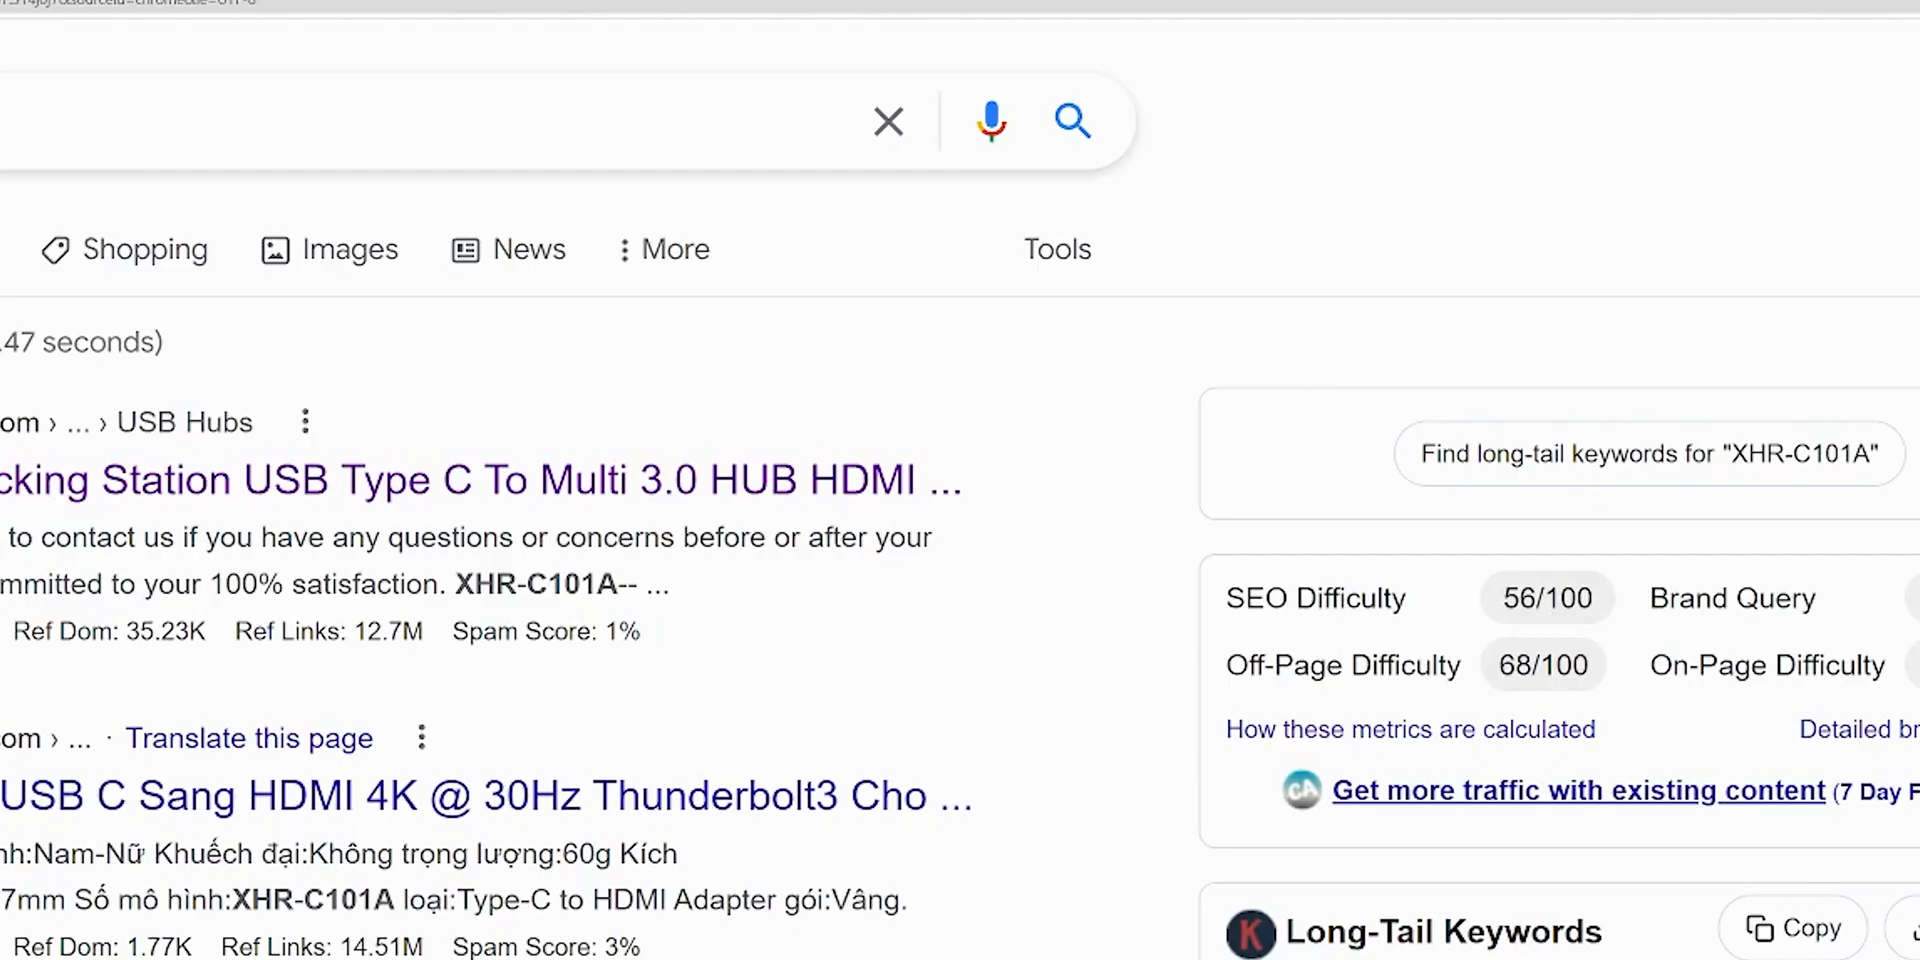 Shopping Images News More Tools
.47 seconds)
om › ... › USB Hubs
cking Station USB Type C To Multi 3.0 HUB HDMI ...
to contact us if you have any questions or concerns before or after your
mmitted to your 100% satisfaction. XHR-C101A-- ...
Ref Dom: 35.23K Ref Links: 12.7M Spam Score: 1%
com › ... · Translate this page
USB C Sang HDMI 4K @ 30Hz Thunderbolt3 Cho ...
nh:Nam-Nữ Khuếch đại:Không trọng lượng:60g Kích
7mm Số mô hình:XHR-C101A loại:Type-C to HDMI Adapter gói:Vâng.
Ref Dom: 1.77K Ref Links: 14.51M Spam Score: 3%
Find long-tail keywords for "XHR-C101A"
SEO Difficulty 56/100 Brand Query
Off-Page Difficulty 68/100 On-Page Difficulty
How these metrics are calculated Detailed br
CA Get more traffic with existing content (7 Day F
K Long-Tail Keywords Copy